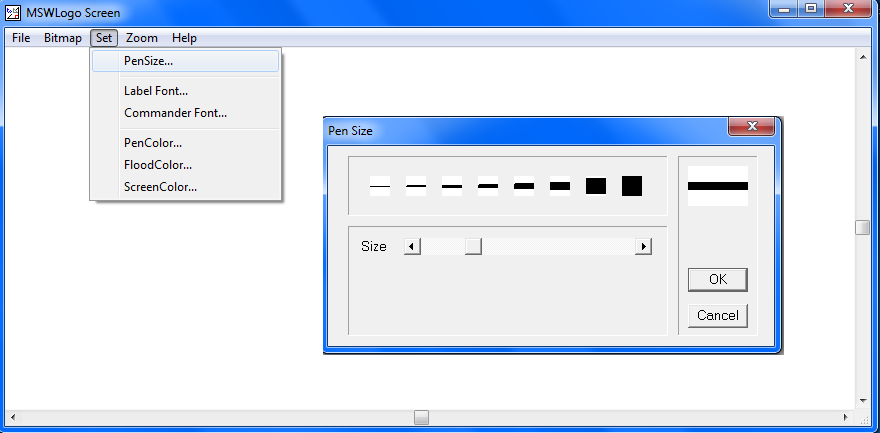 MSWLogo Screen
File Bitmap Set Zoom Help
PenSize...
Label Font...
Commander Font...
PenColor...
FloodColor...
ScreenColor...
Pen Size
Size
OK
Cancel